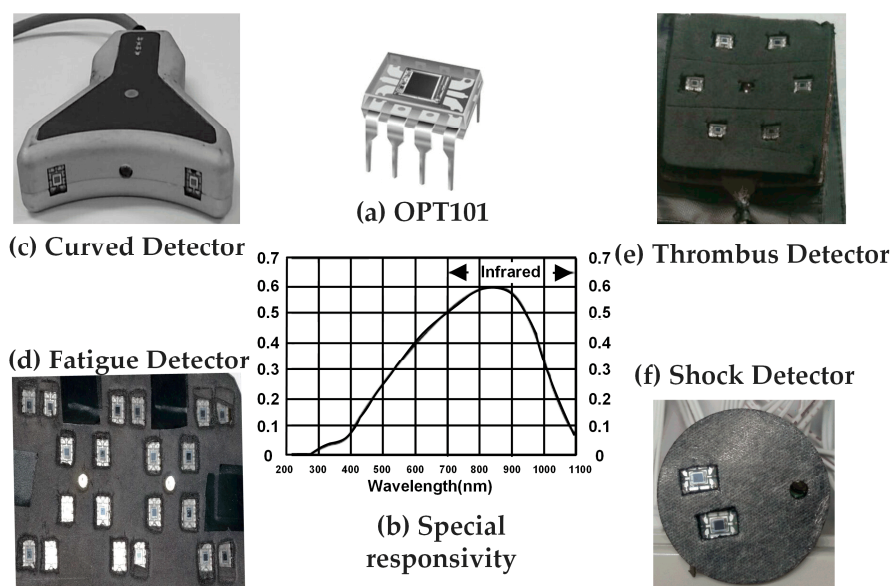 (a) OPT101
(c) Curved Detector
(e) Thrombus Detector
0.7
0.6
0.5
0.4
0.3
0.2
0.1
0
Infrared
0.7
0.6
0.5
0.4
0.3
0.2
0.1
0
200 300 400 500 600 700 800 900 1000 1100
Wavelength(nm)
(d) Fatigue Detector
(f) Shock Detector
(b) Special
responsivity